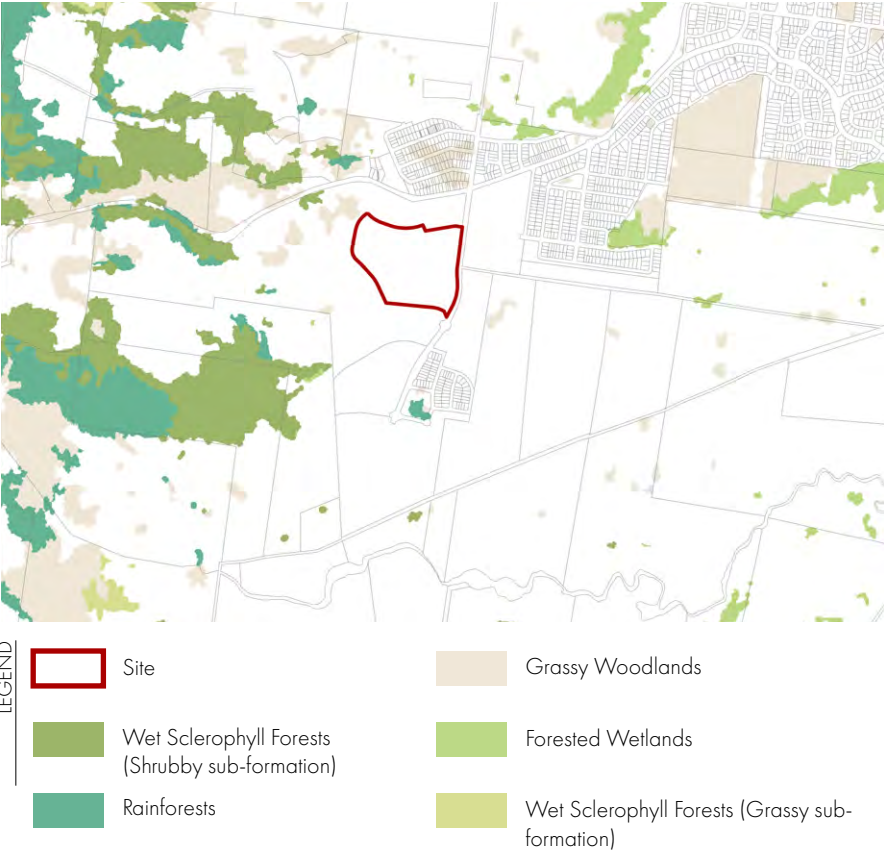 LEGEND
Site
Wet Sclerophyll Forests
(Shrubby sub-formation)
Rainforests
Grassy Woodlands
Forested Wetlands
Wet Sclerophyll Forests (Grassy sub-
formation)